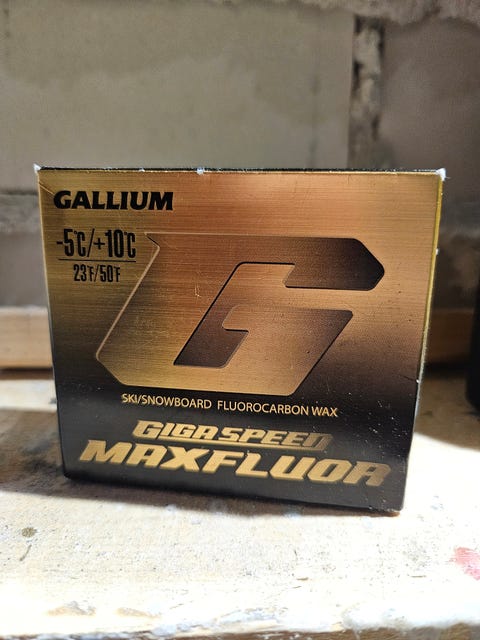 GALLIUM
-5℃/+10℃
23℉/50℉
G
SKI/SNOWBOARD FLUOROCARBON WAX
GIGA SPEED
MAXFLUOR